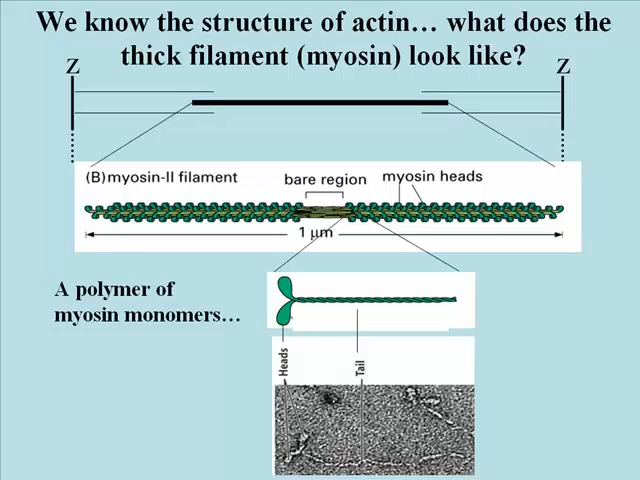 We know the structure of actin… what does the
thick filament (myosin) look like?
Z
Z
(B)myosin-II filament
bare region
myosin heads
1 µm
A polymer of
myosin monomers…
Heads
Tail